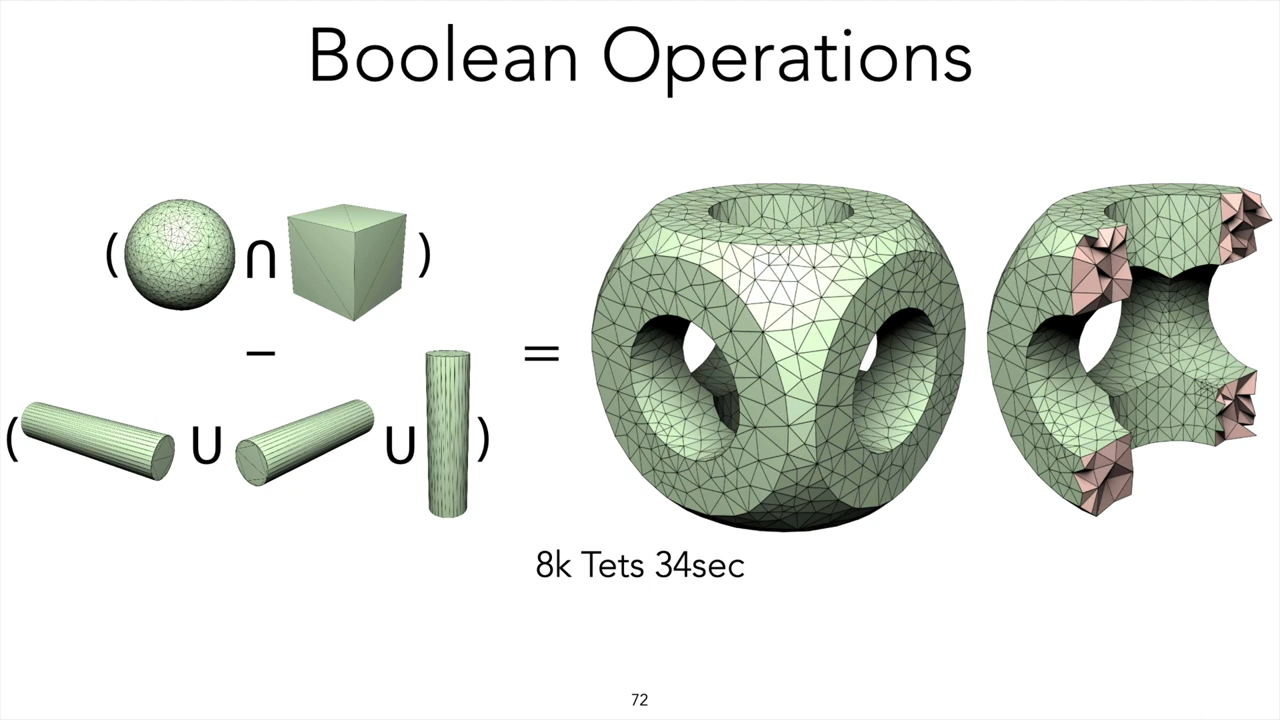 Boolean Operations
( ∩ )
−
=
( ∪ ∪ )
8k Tets 34sec
72